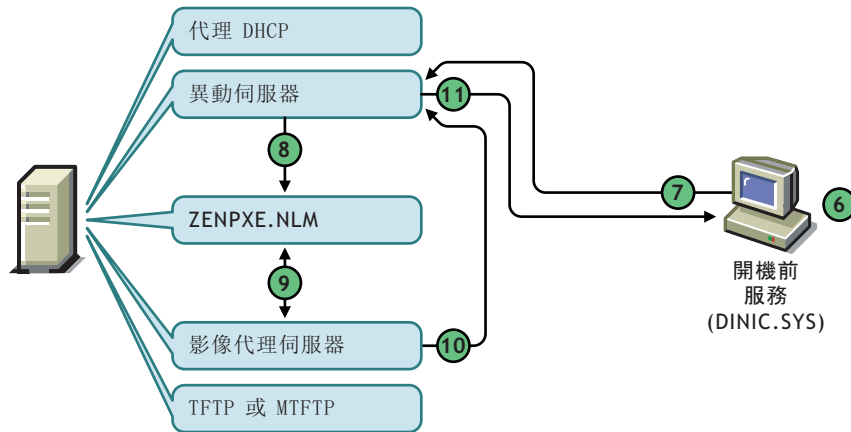 代理 DHCP
異動伺服器
11
8
7
6
ZENPXE.NLM
9
開機前
服務
(DINIC.SYS)
影像代理伺服器
10
TFTP 或 MTFTP